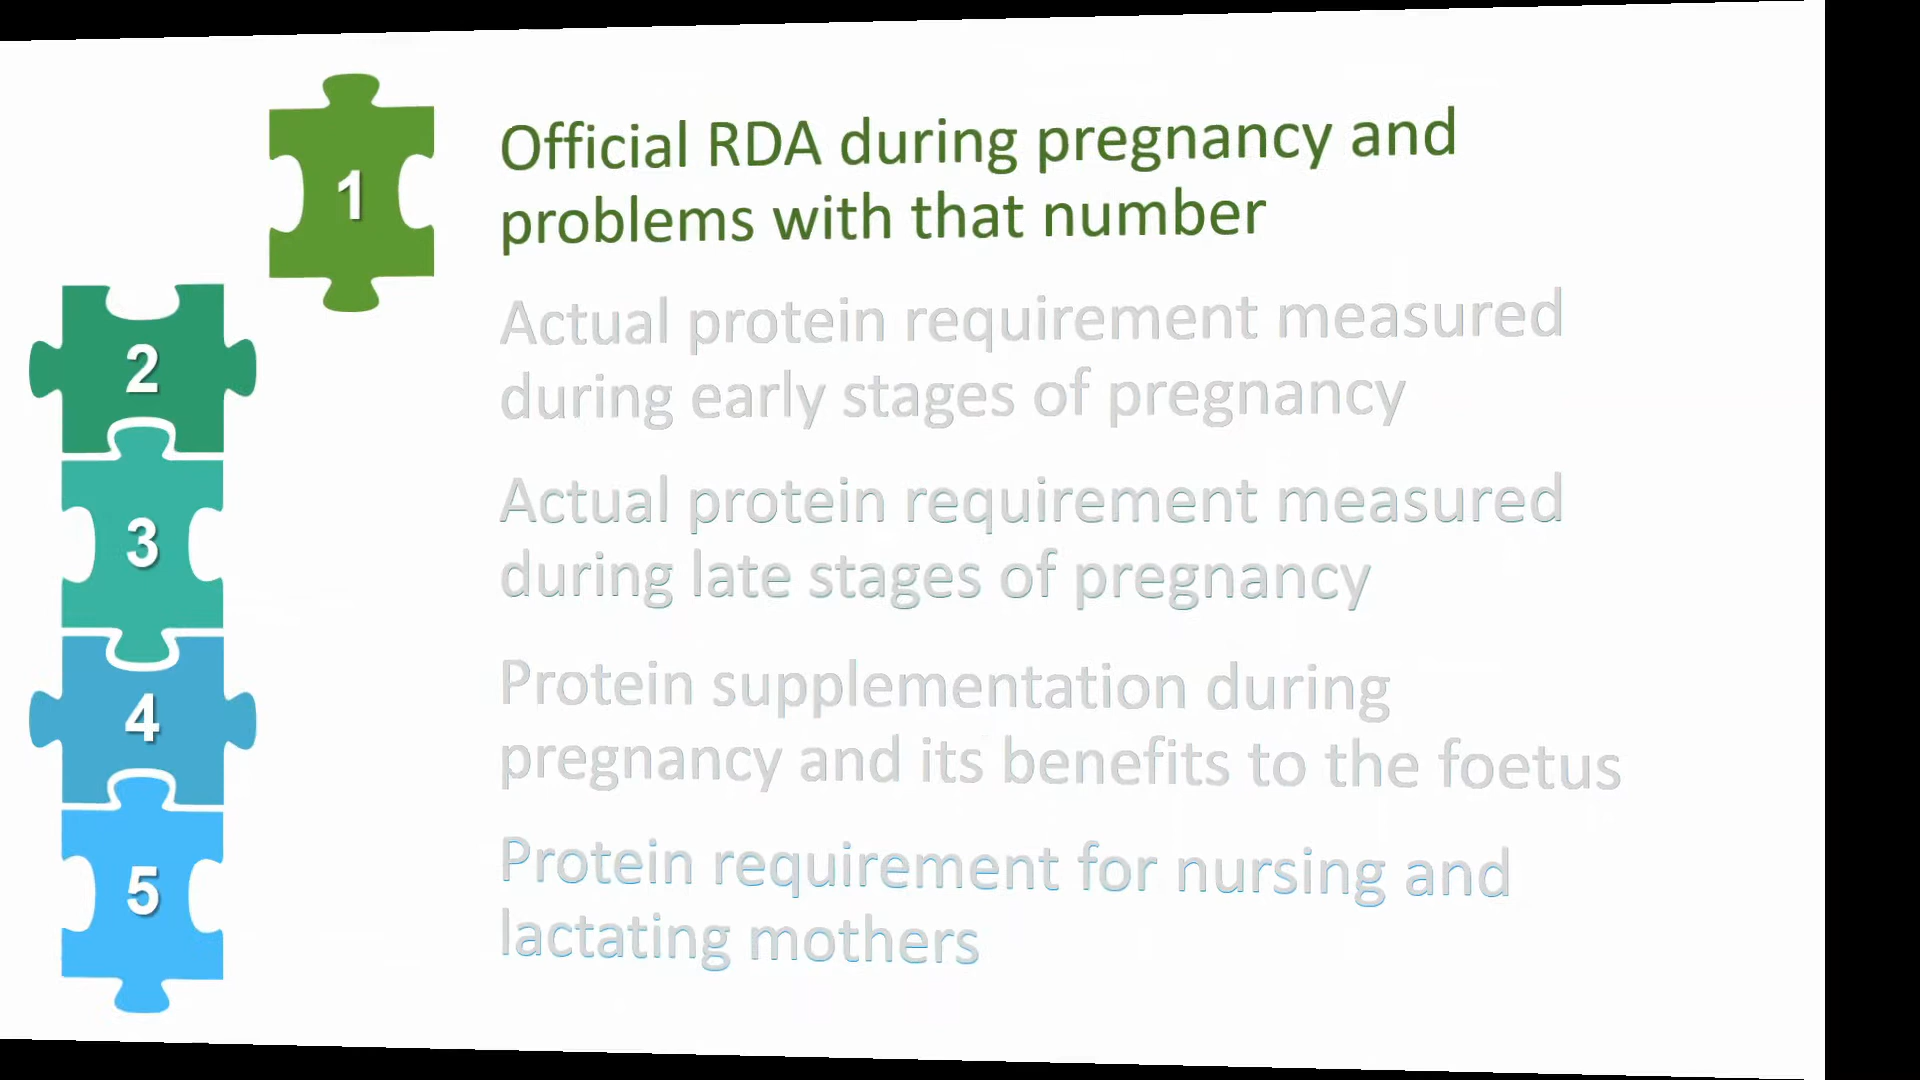 1
Official RDA during pregnancy and
problems with that number
2
Actual protein requirement measured
during early stages of pregnancy
3
Actual protein requirement measured
during late stages of pregnancy
4
Protein supplementation during
pregnancy and its benefits to the foetus
5
Protein requirement for nursing and
lactating mothers